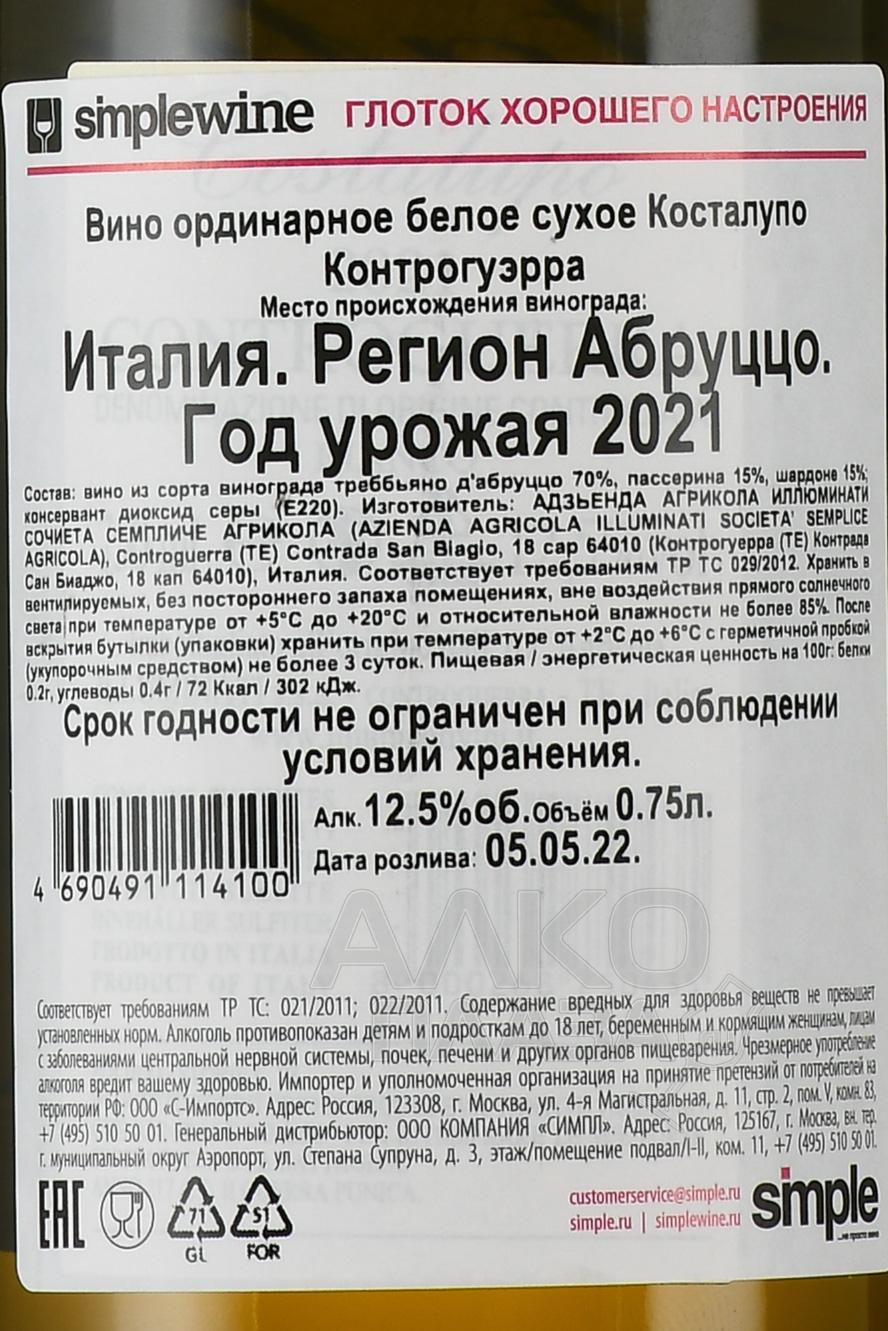 simplewine ГЛОТОК ХОРОШЕГО НАСТРОЕНИЯ
Вино ординарное белое сухое Косталупо
Контрогуэрра
Место происхождения винограда:
Италия. Регион Абруццо.
Год урожая 2021
Состав: вино из сорта винограда треббьяно д'абруццо 70%, пассерина 15%, шардоне 15%;
консервант диоксид серы (Е220). Изготовитель: АДЗЬЕНДА АГРИКОЛА ИЛЛЮМИНАТИ
СОЧИЕТА СЕМПЛИЧЕ АГРИКОЛА (AZIENDA AGRICOLA ILLUMINATI SOCIETA' SEMPLICE
AGRICOLA), Controguerra (TE) Contrada San Biagio, 18 cap 64010 (Контрогуерра (ТЕ) Контрада
Сан Биаджо, 18 кап 64010), Италия. Соответствует требованиям ТР ТС 029/2012. Хранить в
вентилируемых, без постороннего запаха помещениях, вне воздействия прямого солнечного
света при температуре от +5°С до +20°С и относительной влажности не более 85%. После
вскрытия бутылки (упаковки) хранить при температуре от +2°С до +6°С с герметичной пробкой
(укупорочным средством) не более 3 суток. Пищевая / энергетическая ценность на 100г: белки
0.2г, углеводы 0.4г / 72 Ккал / 302 кДж.
Срок годности не ограничен при соблюдении
условий хранения.
Алк. 12.5%об. Объём 0.75л.
Дата розлива: 05.05.22.
4 690491 114100
АЛКО
Соответствует требованиям ТР ТС: 021/2011; 022/2011. Содержание вредных для здоровья веществ не превышает
установленных норм. Алкоголь противопоказан детям и подросткам до 18 лет, беременным и кормящим женщинам, лицам
с заболеваниями центральной нервной системы, почек, печени и других органов пищеварения. Чрезмерное употребление
алкоголя вредит вашему здоровью. Импортер и уполномоченная организация на принятие претензий от потребителей на
территории РФ: ООО «С-Импортс». Адрес: Россия, 123308, г. Москва, ул. 4-я Магистральная, д. 11, стр. 2, пом. V, комн. 83,
+7 (495) 510 50 01. Генеральный дистрибьютор: ООО КОМПАНИЯ «СИМПЛ». Адрес: Россия, 125167, г. Москва, вн. тер.
г. муниципальный округ Аэропорт, ул. Степана Супруна, д. 3, этаж/помещение подвал/I-II, ком. 11, +7 (495) 510 50 01.
EAC 71 GL 51 FOR
customerservice@simple.ru
simple.ru | simplewine.ru
simple
...не просто вино